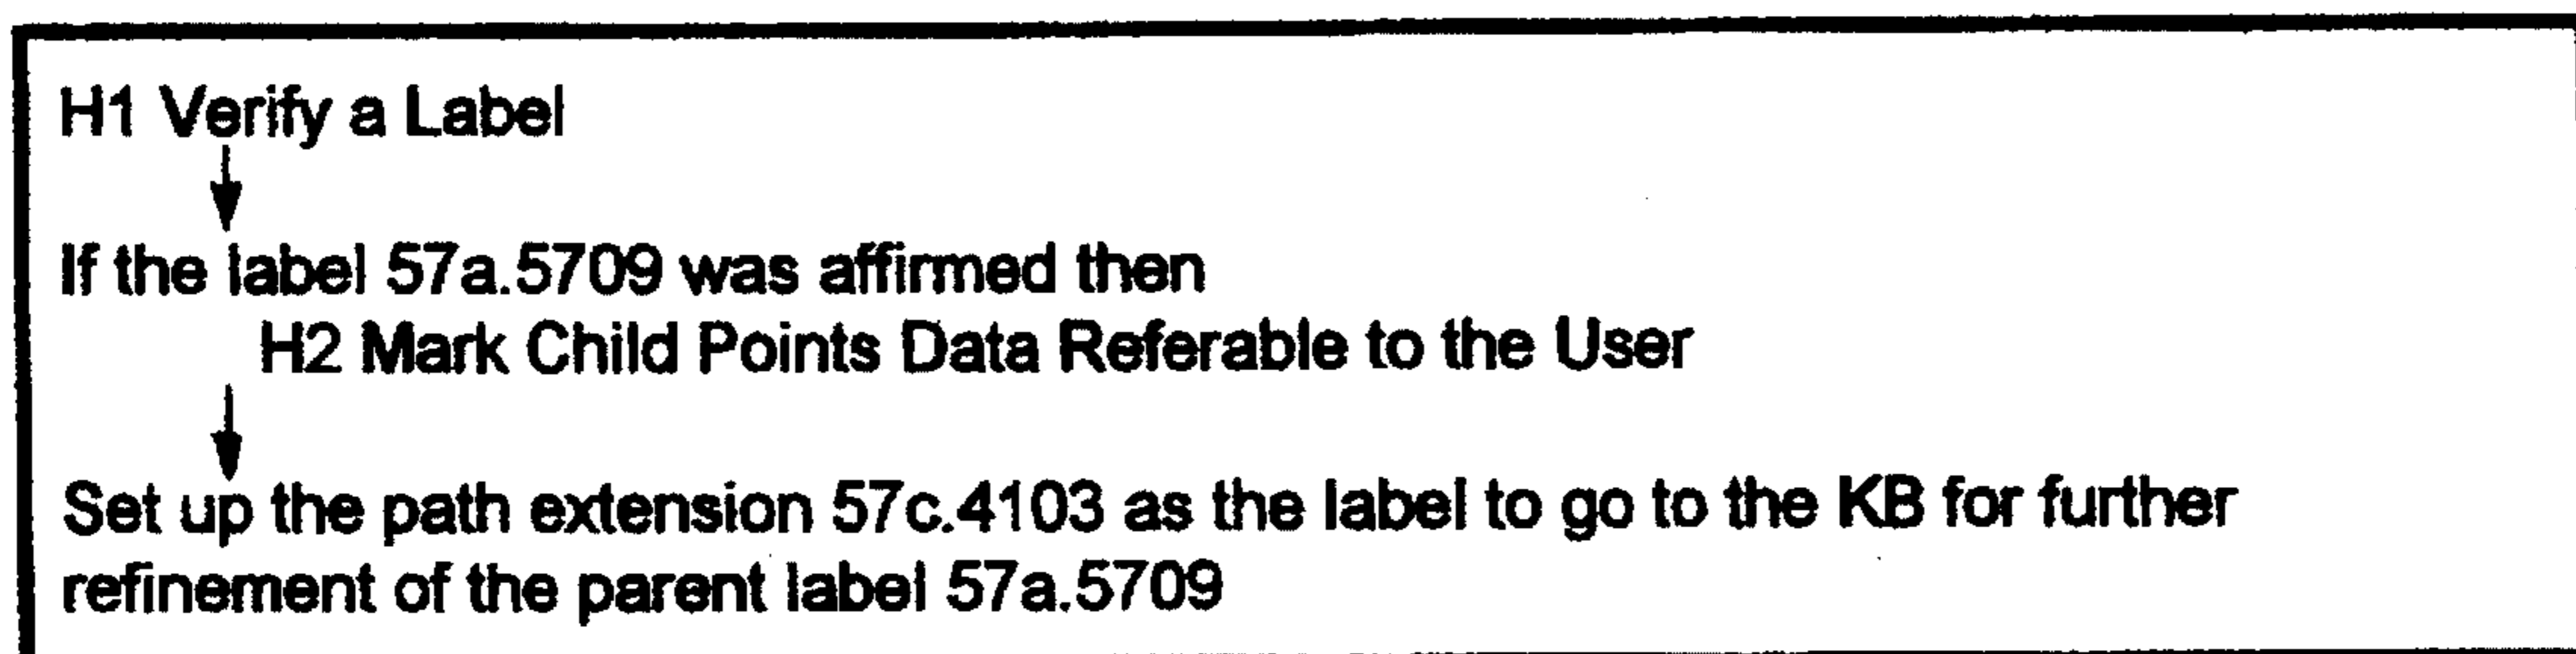 H1 Verify a Label
If the label 57a.5709 was affirmed then
H2 Mark Child Points Data Referable to the User
Set up the path extension 57c.4103 as the label to go to the KB for further
refinement of the parent label 57a.5709